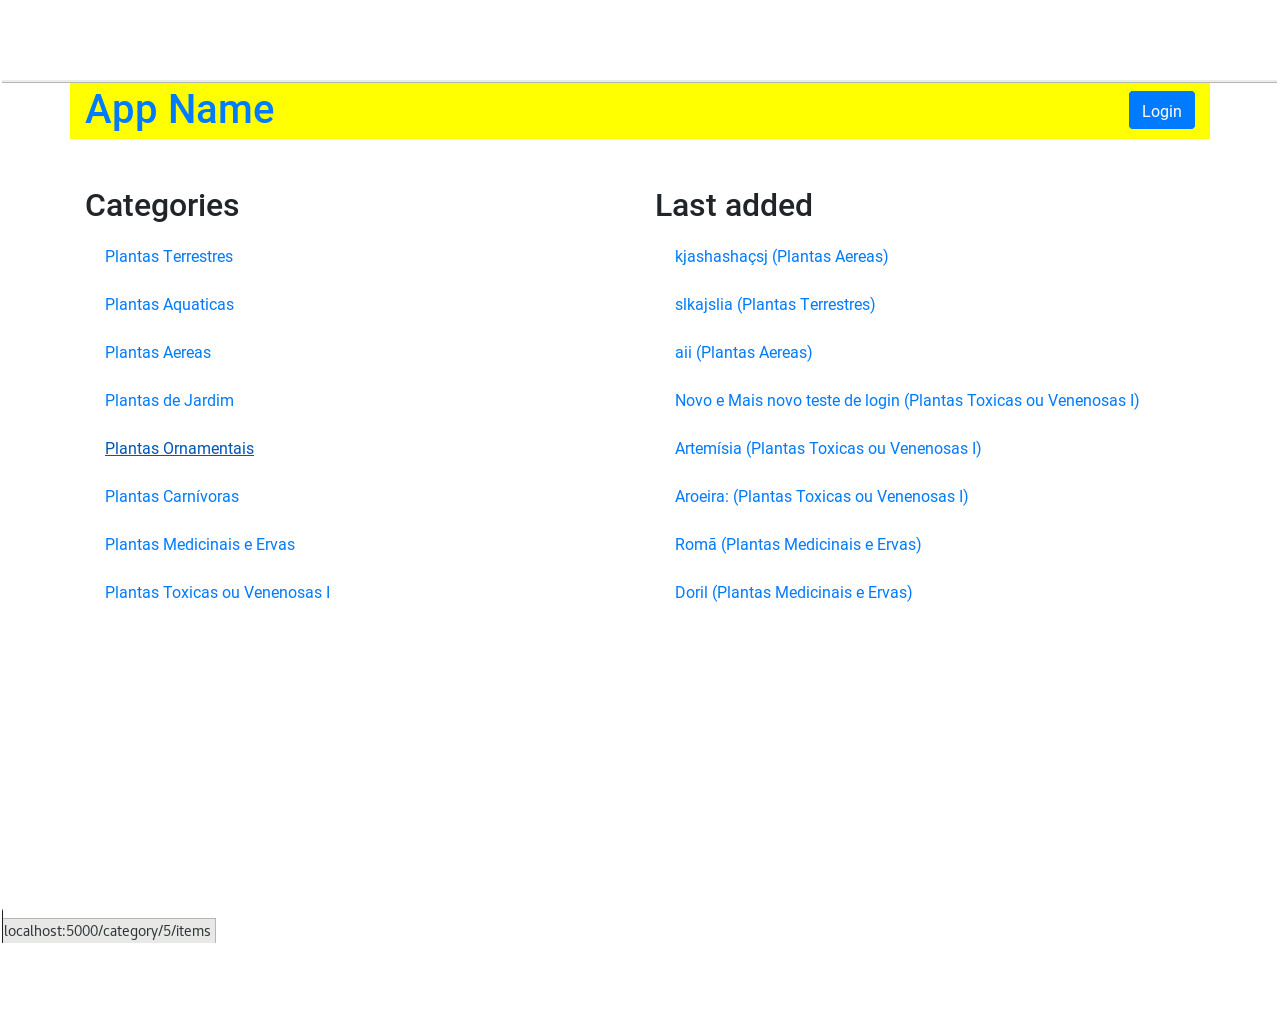 App Name
Login
Categories
Plantas Terrestres
Plantas Aquaticas
Plantas Aereas
Plantas de Jardim
Plantas Ornamentais
Plantas Carnívoras
Plantas Medicinais e Ervas
Plantas Toxicas ou Venenosas I
Last added
kjashashaçsj (Plantas Aereas)
slkajslia (Plantas Terrestres)
aii (Plantas Aereas)
Novo e Mais novo teste de login (Plantas Toxicas ou Venenosas I)
Artemísia (Plantas Toxicas ou Venenosas I)
Aroeira: (Plantas Toxicas ou Venenosas I)
Romã (Plantas Medicinais e Ervas)
Doril (Plantas Medicinais e Ervas)
localhost:5000/category/5/items